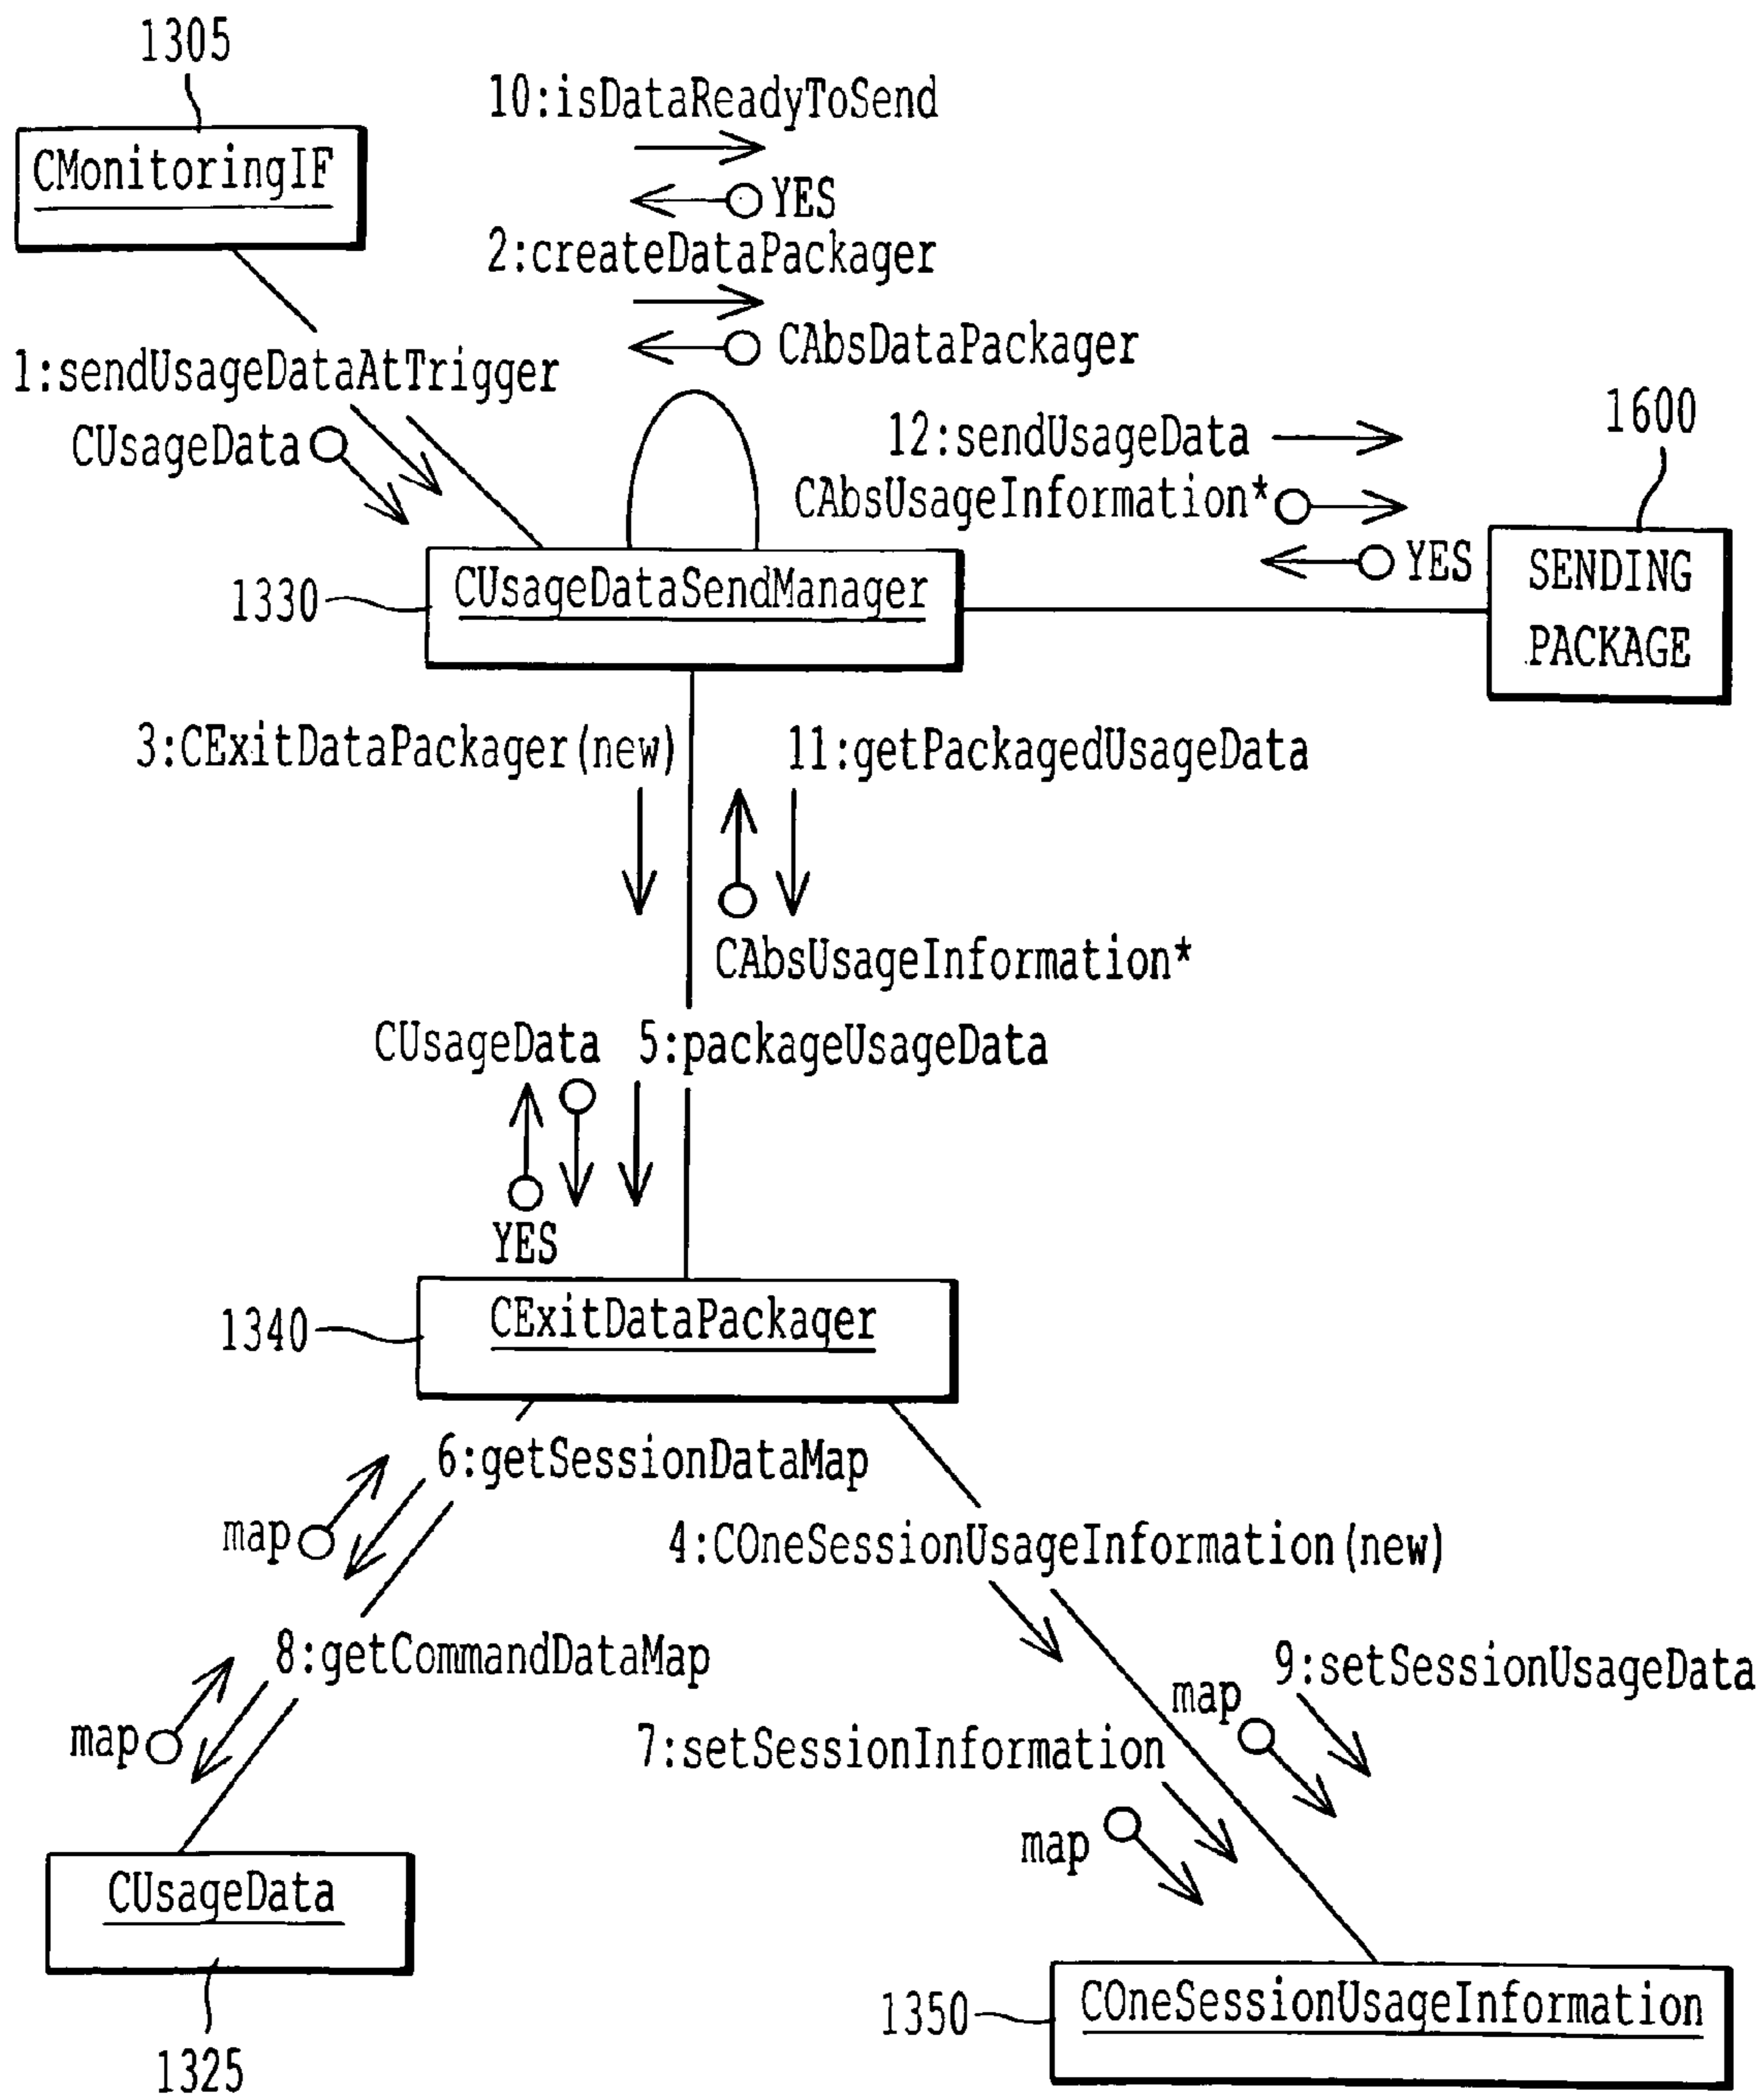 1305
10:isDataReadyToSend
CMonitoringIF
YES
2:createDataPackager
CAbsDataPackager
1:sendUsageDataAtTrigger
CUsageData
12:sendUsageData
1600
CAbsUsageInformation*
YES
SENDING
PACKAGE
CUsageDataSendManager
1330
3:CExitDataPackager(new)
11:getPackagedUsageData
CAbsUsageInformation*
CUsageData
5:packageUsageData
YES
CExitDataPackager
1340
6:getSessionDataMap
map
4:COneSessionUsageInformation(new)
8:getCommandDataMap
map
9:setSessionUsageData
map
7:setSessionInformation
map
CUsageData
1325
COneSessionUsageInformation
1350